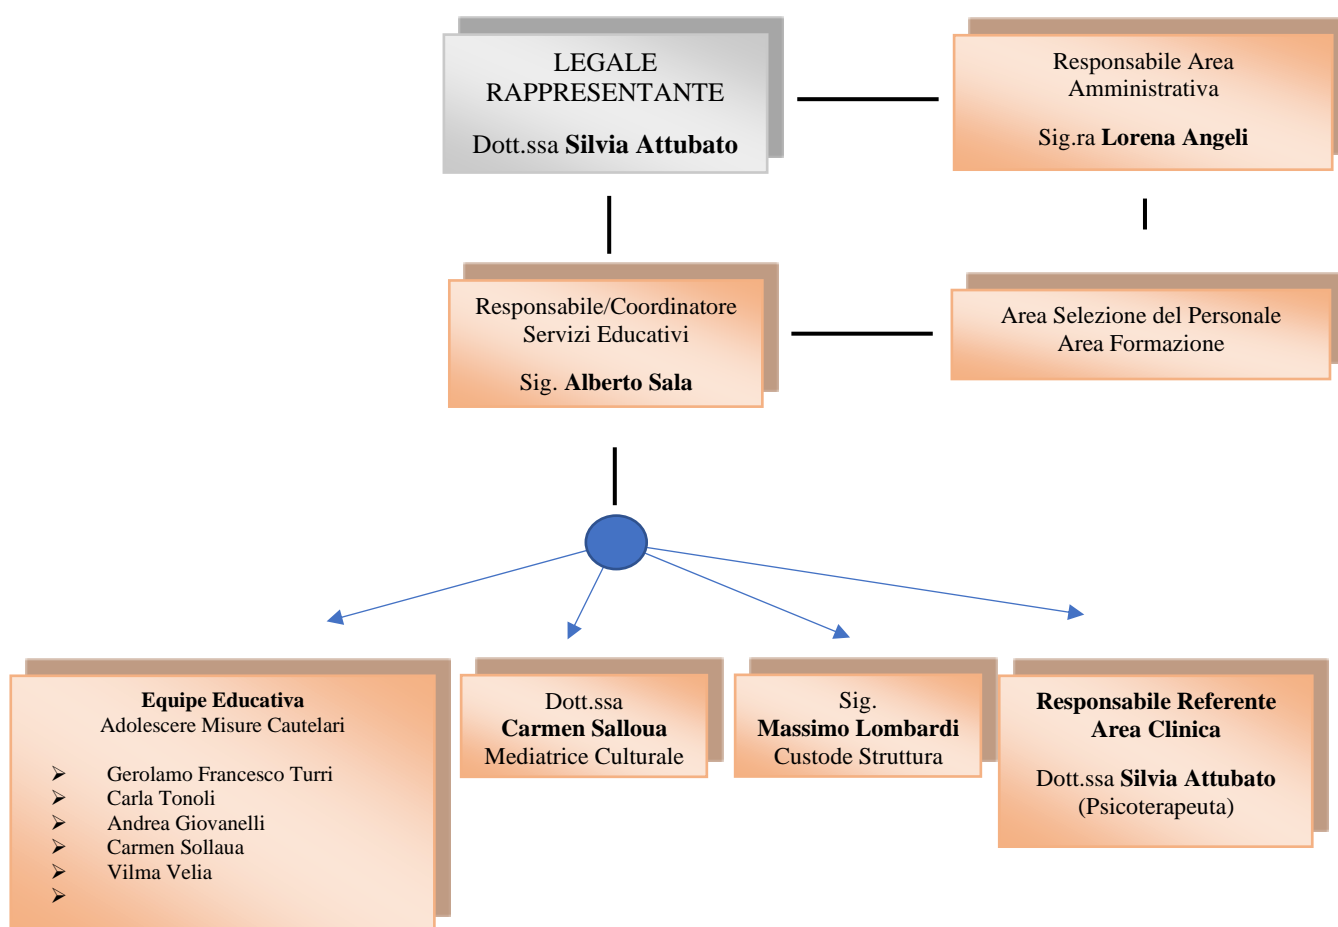 LEGALE
RAPPRESENTANTE
Dott.ssa Silvia Attubato
Responsabile Area
Amministrativa
Sig.ra Lorena Angeli
Responsabile/Coordinatore
Servizi Educativi
Sig. Alberto Sala
Area Selezione del Personale
Area Formazione
Equipe Educativa
Adolescere Misure Cautelari
➢ Gerolamo Francesco Turri
➢ Carla Tonoli
➢ Andrea Giovanelli
➢ Carmen Sollaua
➢ Vilma Velia
➢
Dott.ssa
Carmen Salloua
Mediatrice Culturale
Sig.
Massimo Lombardi
Custode Struttura
Responsabile Referente
Area Clinica
Dott.ssa Silvia Attubato
(Psicoterapeuta)